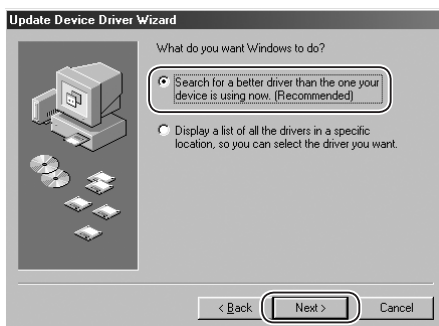 Update Device Driver Wizard
What do you want Windows to do?
Search for a better driver than the one your
device is using now. (Recommended)
Display a list of all the drivers in a specific
location, so you can select the driver you want.
< Back
Next >
Cancel